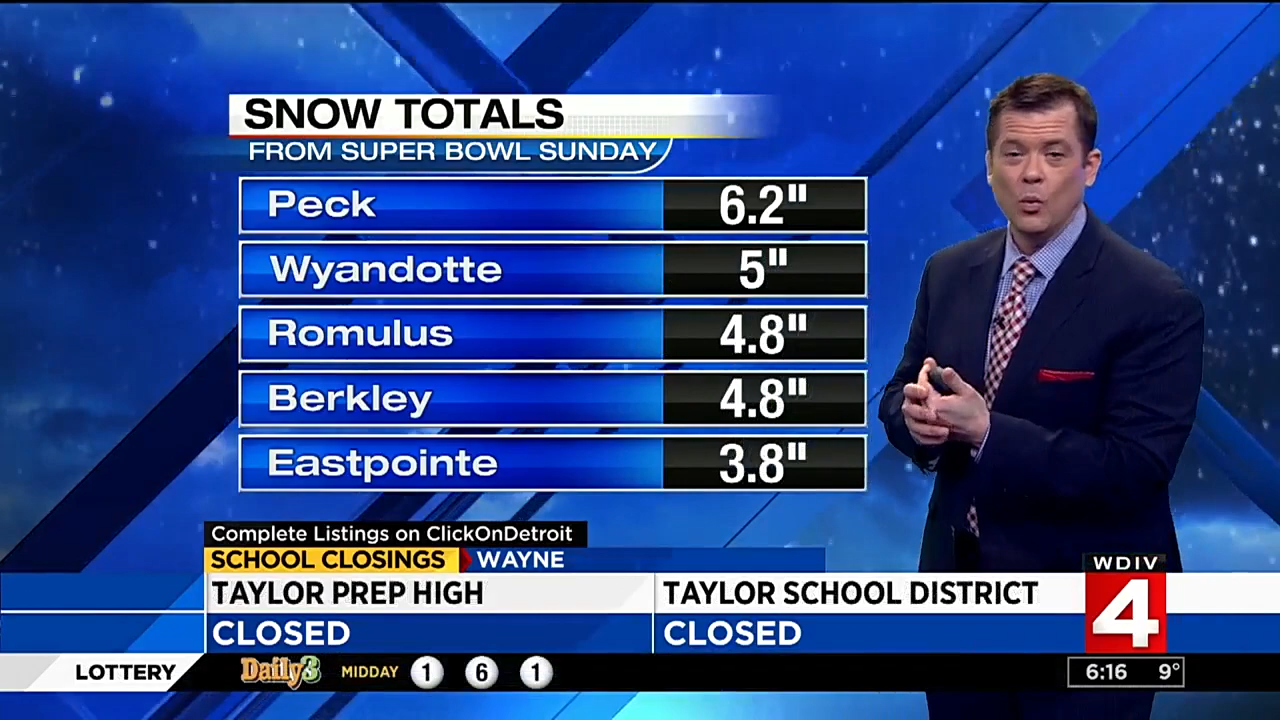 SNOW TOTALS
FROM SUPER BOWL SUNDAY
Peck 6.2"
Wyandotte 5"
Romulus 4.8"
Berkley 4.8"
Eastpointe 3.8"
Complete Listings on ClickOnDetroit
SCHOOL CLOSINGS WAYNE
TAYLOR PREP HIGH TAYLOR SCHOOL DISTRICT
CLOSED CLOSED
WDIV
4
LOTTERY Daily3 MIDDAY 1 6 1 6:16 9°